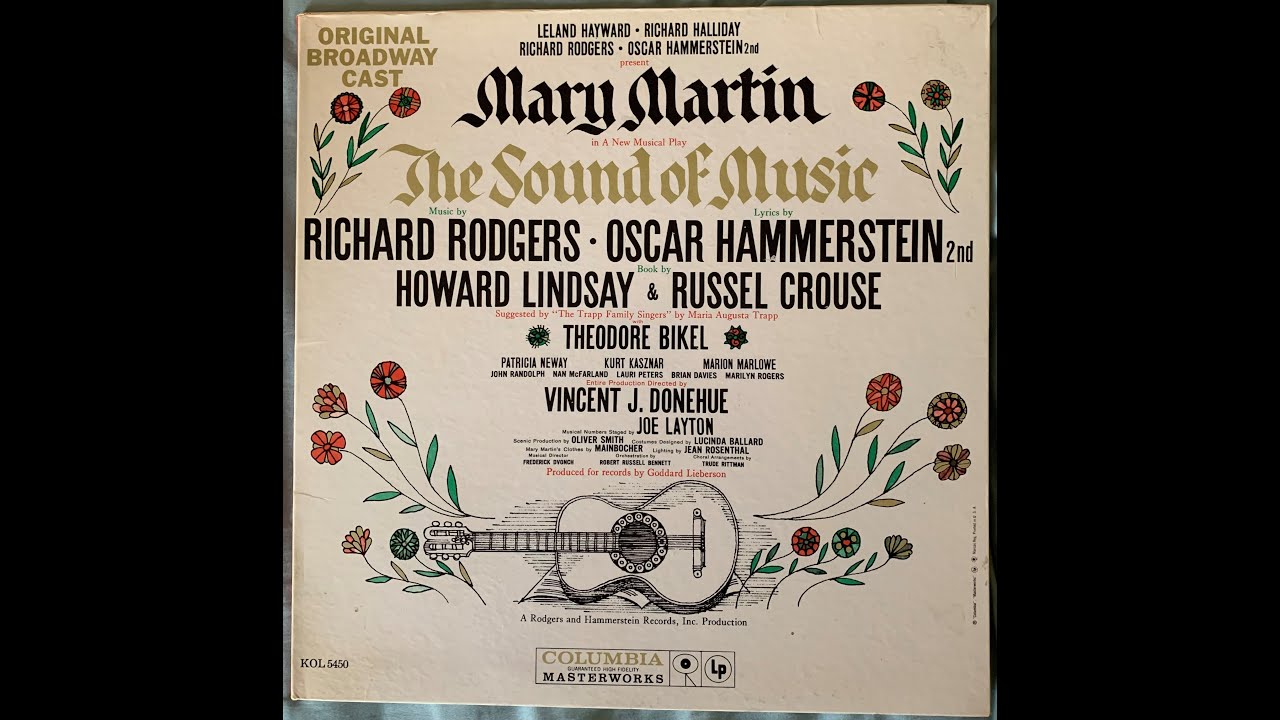 ORIGINAL
BROADWAY
CAST
LELAND HAYWARD · RICHARD HALLIDAY
RICHARD RODGERS · OSCAR HAMMERSTEIN 2nd
present
Mary Martin
in A New Musical Play
The Sound of Music
Music by
Lyrics by
RICHARD RODGERS · OSCAR HAMMERSTEIN 2nd
Book by
HOWARD LINDSAY & RUSSEL CROUSE
Suggested by "The Trapp Family Singers" by Maria Augusta Trapp
with
THEODORE BIKEL
PATRICIA NEWAY KURT KASZNAR MARION MARLOWE
JOHN RANDOLPH NAN McFARLAND LAURI PETERS BRIAN DAVIES MARILYN ROGERS
Entire Production Directed by
VINCENT J. DONEHUE
Musical Numbers Staged by JOE LAYTON
Scenic Production by OLIVER SMITH Costumes Designed by LUCINDA BALLARD
Mary Martin's Clothes by MAINBOCHER Lighting by JEAN ROSENTHAL
Musical Director Orchestration by Choral Arrangements by
FREDERICK DVONCH ROBERT RUSSELL BENNETT TRUDE RITTMAN
Produced for records by Goddard Lieberson
A Rodgers and Hammerstein Records, Inc. Production
KOL 5450
COLUMBIA
GUARANTEED HIGH FIDELITY
MASTERWORKS
Lp
® "Columbia" "Masterworks" Marcas Reg. Printed in U.S.A.